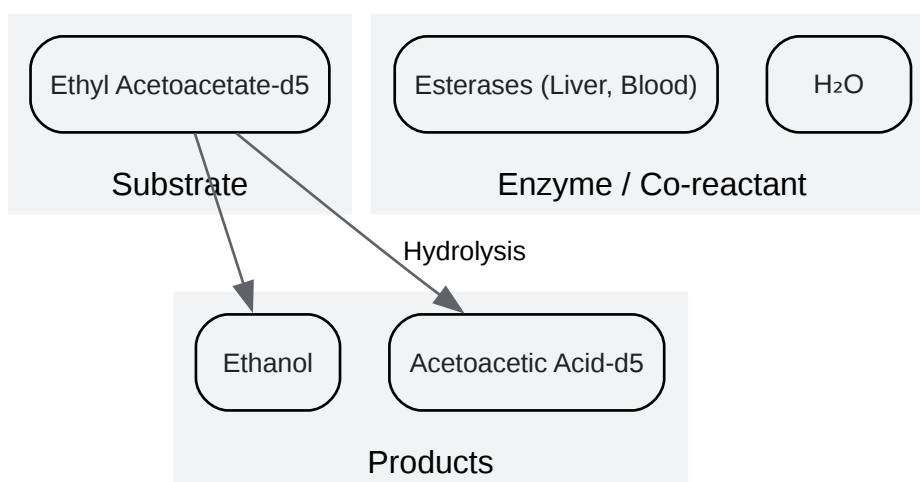 Ethyl Acetoacetate-d5
Esterases (Liver, Blood)
H₂O
Substrate
Enzyme / Co-reactant
Hydrolysis
Ethanol
Acetoacetic Acid-d5
Products